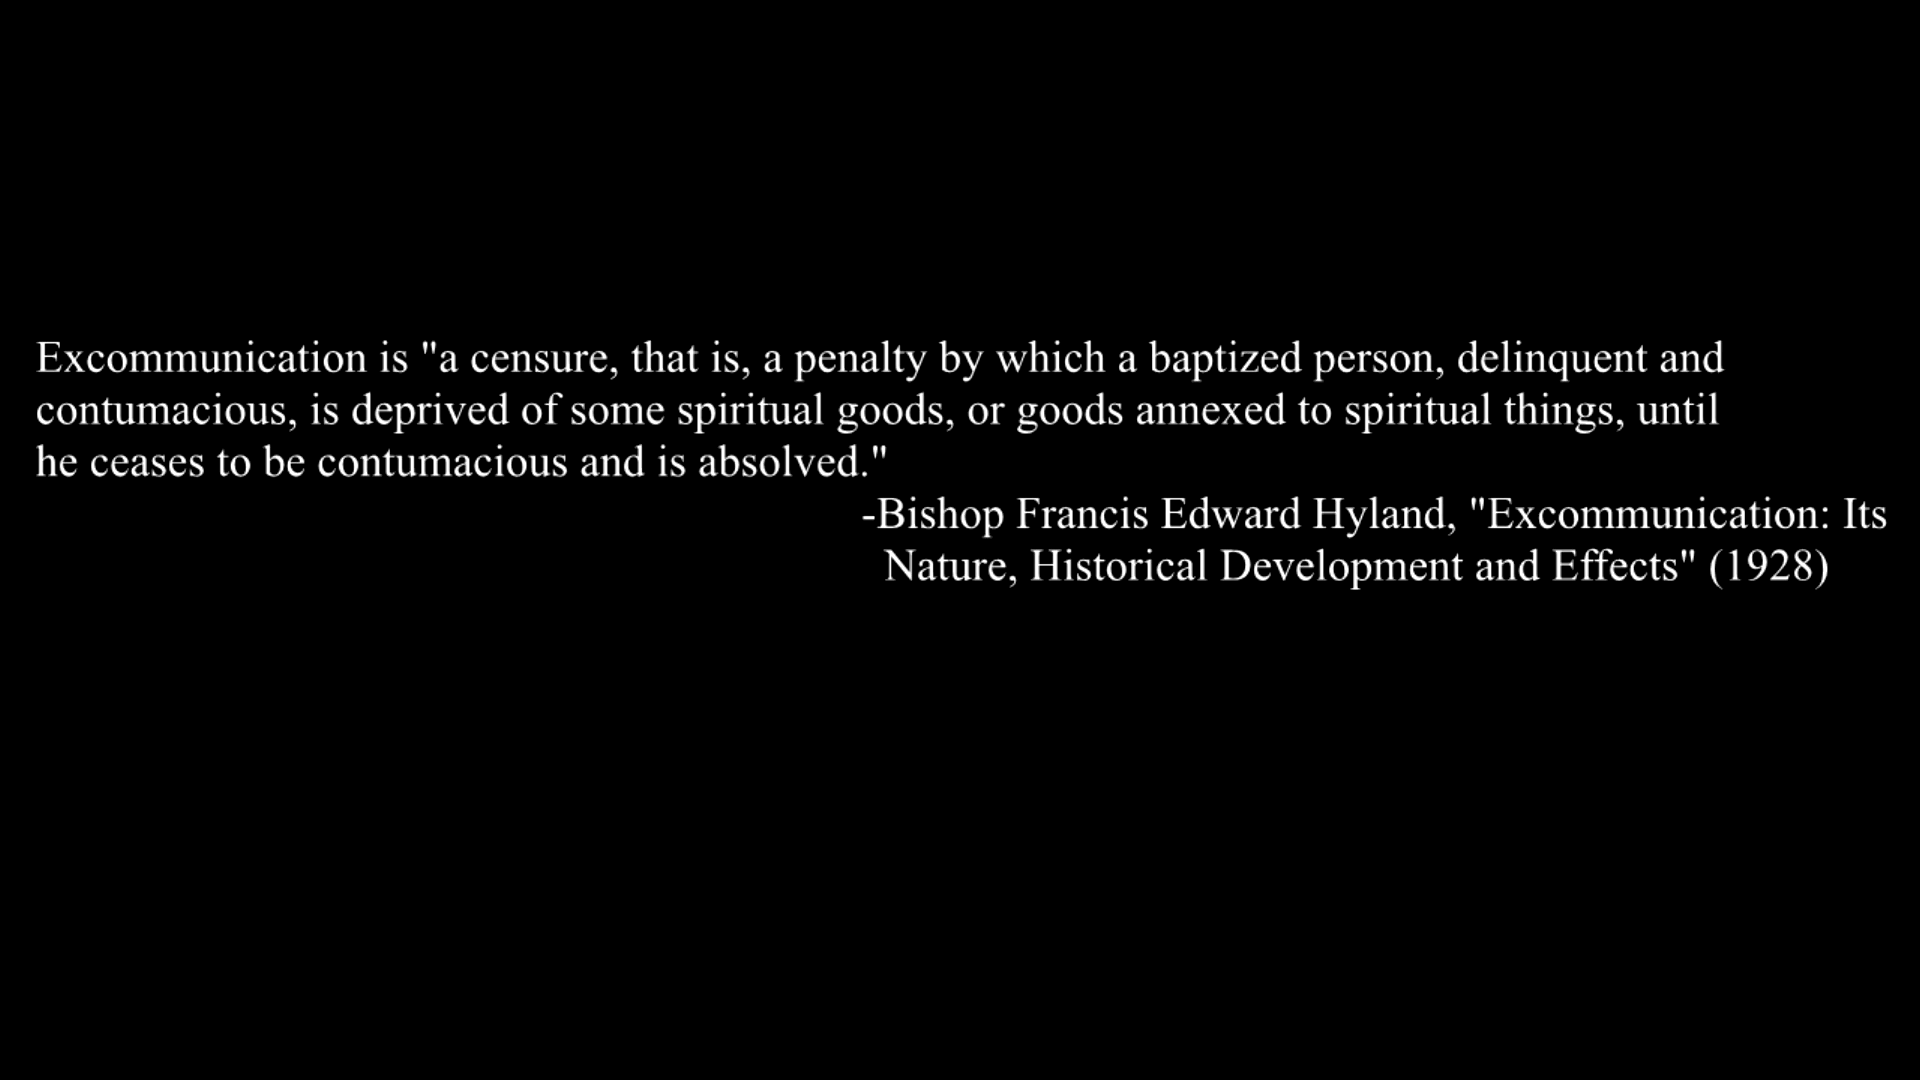 Excommunication is "a censure, that is, a penalty by which a baptized person, delinquent and
contumacious, is deprived of some spiritual goods, or goods annexed to spiritual things, until
he ceases to be contumacious and is absolved."
-Bishop Francis Edward Hyland, "Excommunication: Its
Nature, Historical Development and Effects" (1928)